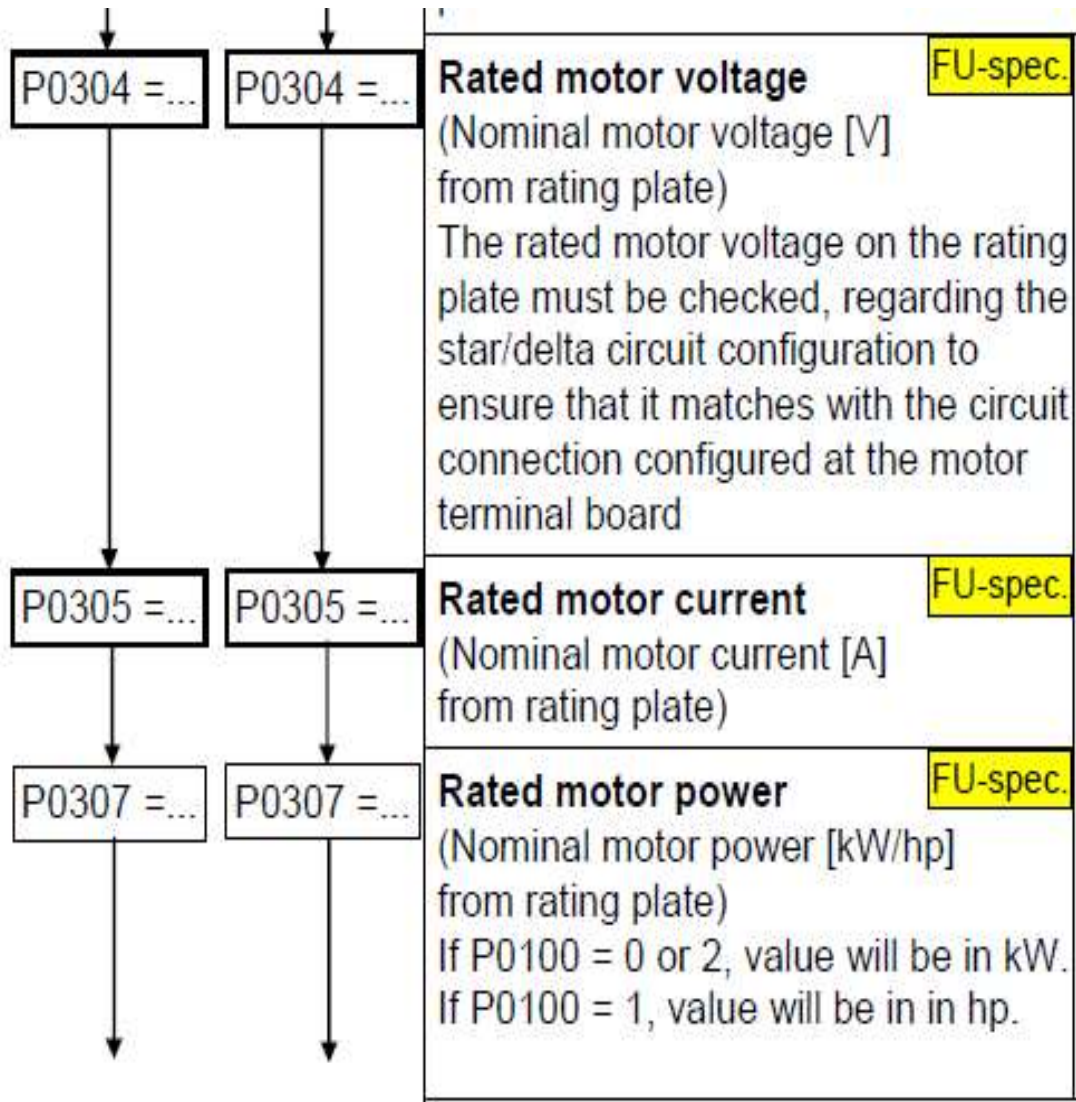 P0304 =... P0304 =... Rated motor voltage FU-spec.
(Nominal motor voltage [V]
from rating plate)
The rated motor voltage on the rating
plate must be checked, regarding the
star/delta circuit configuration to
ensure that it matches with the circuit
connection configured at the motor
terminal board
P0305 =... P0305 =... Rated motor current FU-spec.
(Nominal motor current [A]
from rating plate)
P0307 =... P0307 =... Rated motor power FU-spec.
(Nominal motor power [kW/hp]
from rating plate)
If P0100 = 0 or 2, value will be in kW.
If P0100 = 1, value will be in in hp.